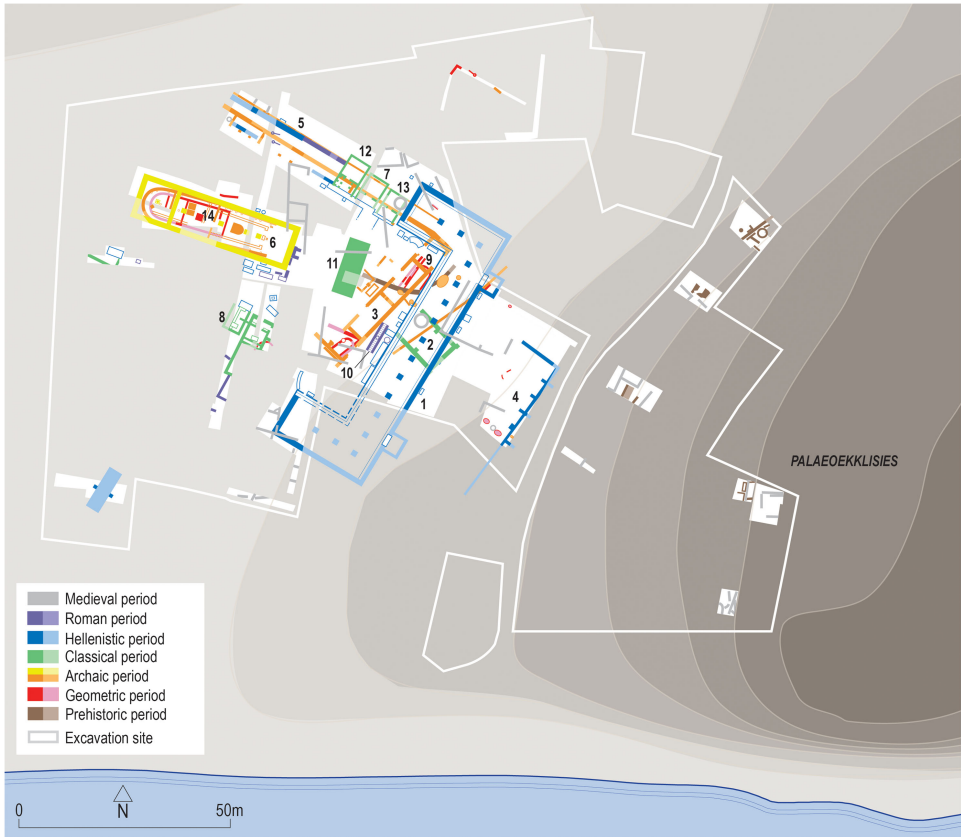 5
12
7
13
14
6
9
11
3
8
2
10
1
4
PALAEOEKKLISIES
Medieval period
Roman period
Hellenistic period
Classical period
Archaic period
Geometric period
Prehistoric period
Excavation site
0
N
50m